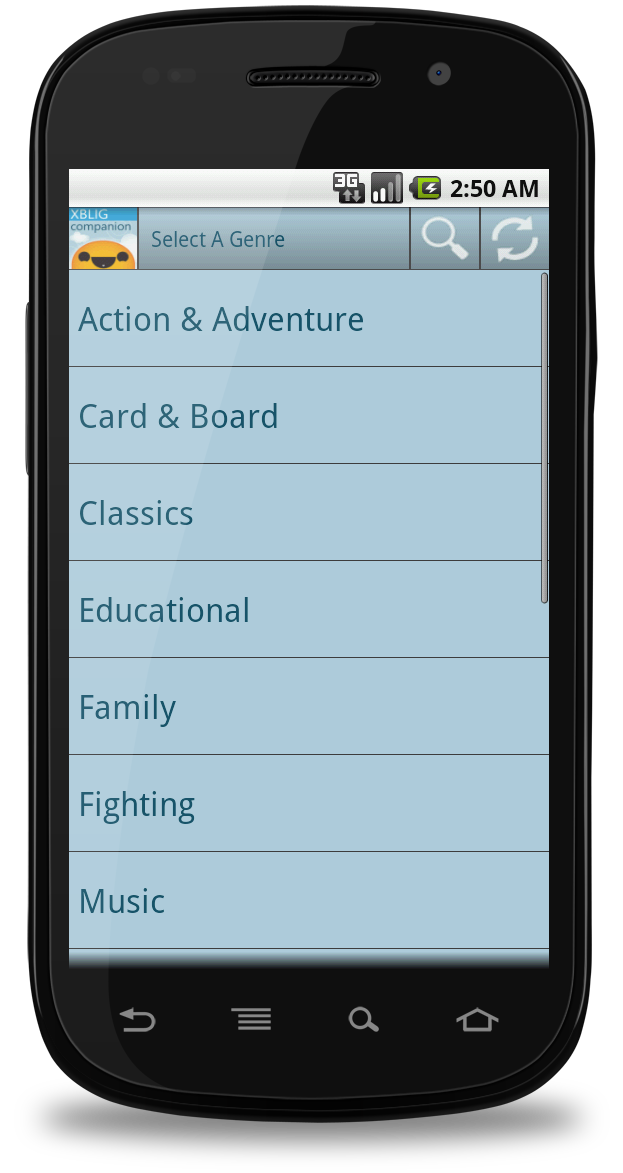 3G
2:50 AM
XBLIG
companion
Select A Genre
Action & Adventure
Card & Board
Classics
Educational
Family
Fighting
Music